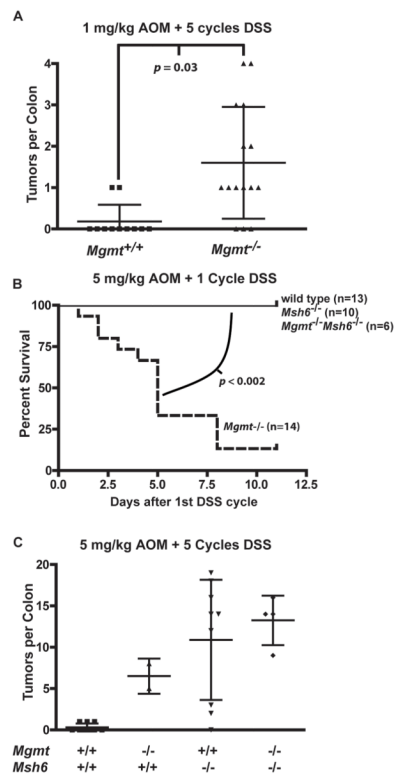 A
1 mg/kg AOM + 5 cycles DSS
p = 0.03
Tumors per Colon
4
3
2
1
0
Mgmt+/+
Mgmt-/-
5 mg/kg AOM + 1 Cycle DSS
B
100
75
50
25
0
Percent Survival
wild type (n=13)
Msh6-/- (n=10)
Mgmt-/-Msh6-/- (n=6)
p < 0.002
Mgmt-/- (n=14)
0.0 2.5 5.0 7.5 10.0 12.5
Days after 1st DSS cycle
C
5 mg/kg AOM + 5 Cycles DSS
Tumors per Colon
20
15
10
5
0
Mgmt +/+ -/- +/+ -/-
Msh6 +/+ +/+ -/- -/-